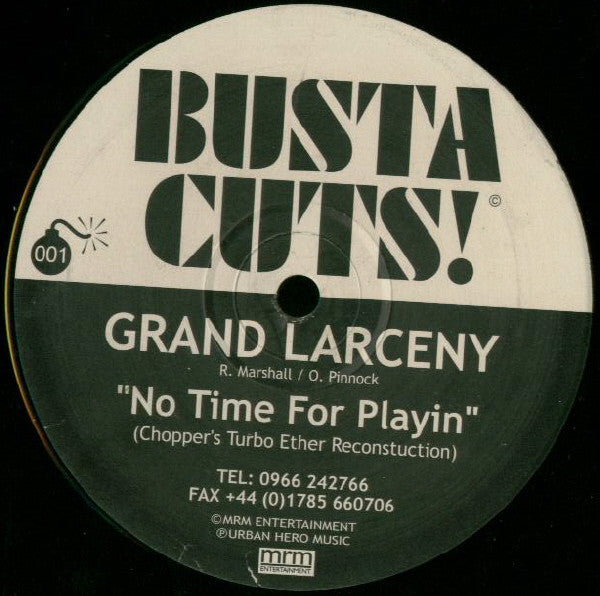 BUSTA
CUTS!
©
001
GRAND LARCENY
R. Marshall / O. Pinnock
"No Time For Playin"
(Chopper's Turbo Ether Reconstuction)
TEL: 0966 242766
FAX +44 (0)1785 660706
©MRM ENTERTAINMENT
℗URBAN HERO MUSIC
mrm
ENTERTAINMENT